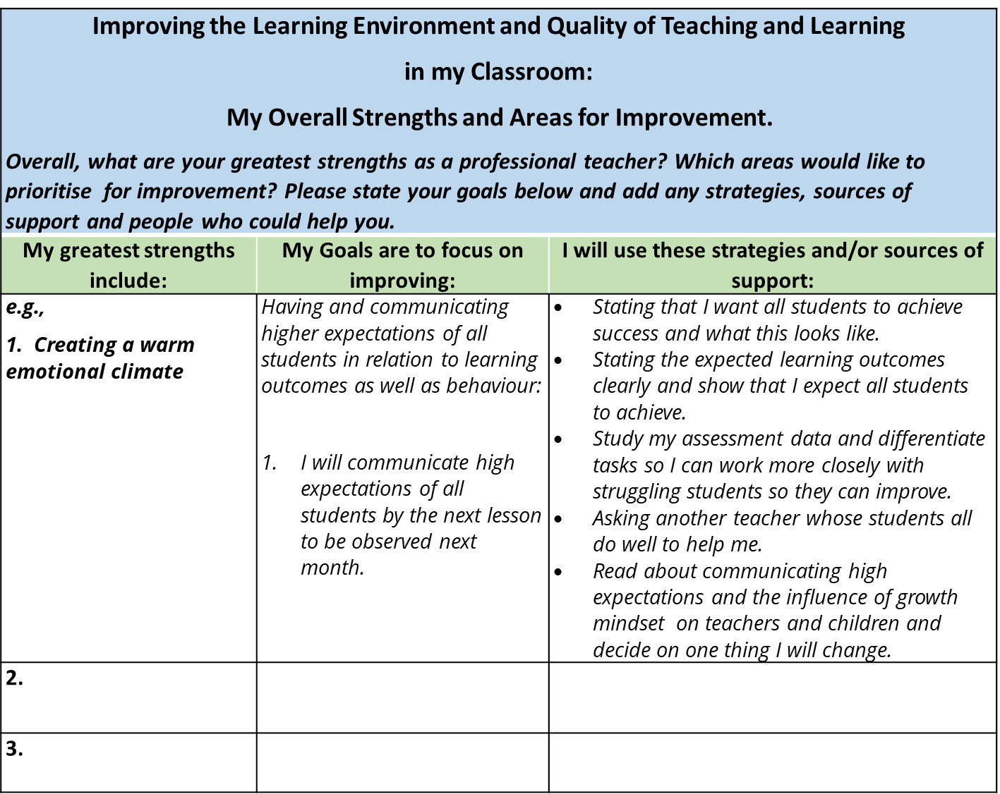 Improving the Learning Environment and Quality of Teaching and Learning
in my Classroom:
My Overall Strengths and Areas for Improvement.
Overall, what are your greatest strengths as a professional teacher? Which areas would like to
prioritise for improvement? Please state your goals below and add any strategies, sources of
support and people who could help you.
My greatest strengths
include:
My Goals are to focus on
improving:
I will use these strategies and/or sources of
support:
e.g.,
1. Creating a warm
emotional climate
Having and communicating
higher expectations of all
students in relation to learning
outcomes as well as behaviour:
1. I will communicate high
expectations of all
students by the next lesson
to be observed next
month.
• Stating that I want all students to achieve
success and what this looks like.
• Stating the expected learning outcomes
clearly and show that I expect all students
to achieve.
• Study my assessment data and differentiate
tasks so I can work more closely with
struggling students so they can improve.
• Asking another teacher whose students all
do well to help me.
• Read about communicating high
expectations and the influence of growth
mindset on teachers and children and
decide on one thing I will change.
2.
3.